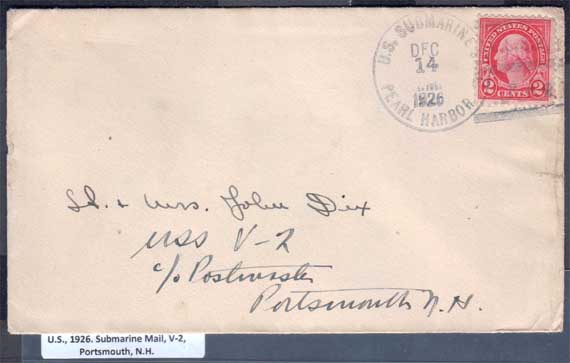 U.S. SUBMARINE
DEC
14
A.M.
1926
PEARL HARBOR
UNITED STATES POSTAGE
2 CENTS 2
Lt. & Mrs. John Dix
USS V-2
c/o Postmaster
Portsmouth N.H.
U.S., 1926. Submarine Mail, V-2,
Portsmouth, N.H.